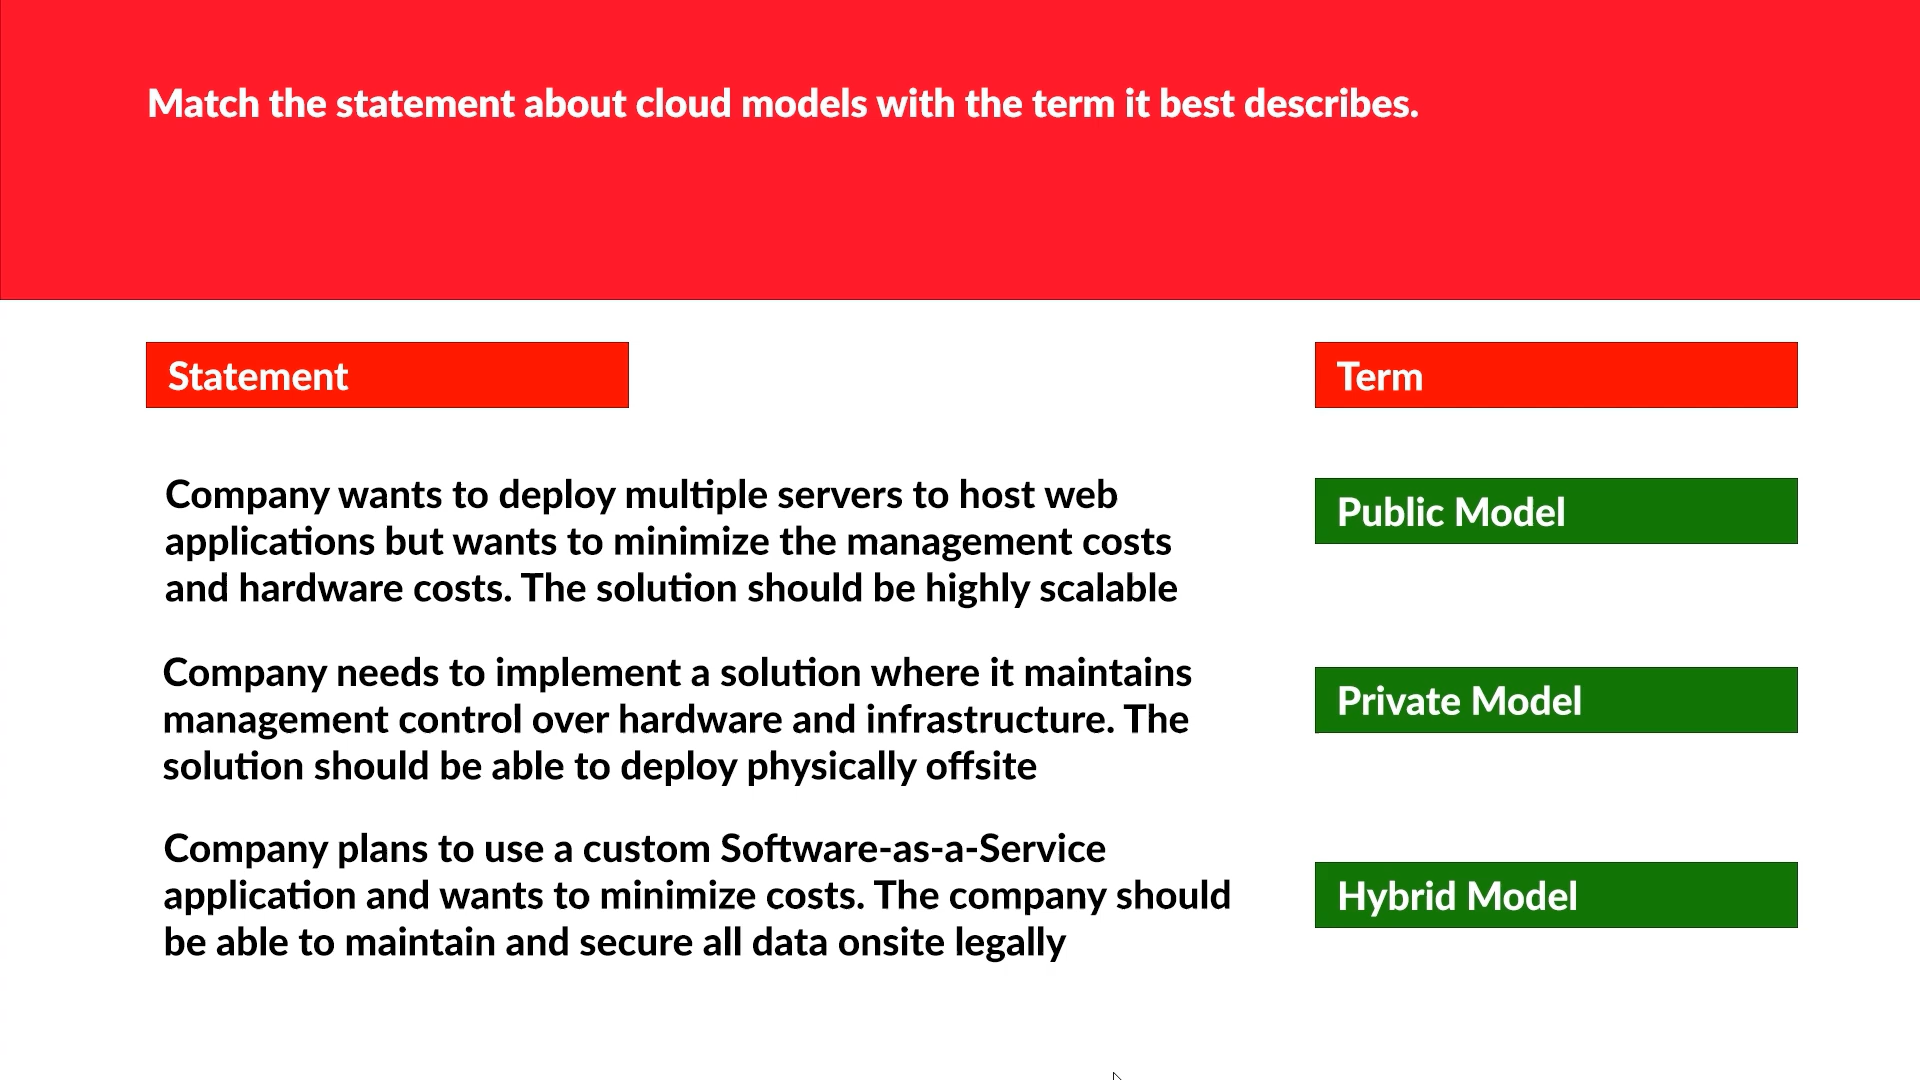 Match the statement about cloud models with the term it best describes.
Statement
Term
Company wants to deploy multiple servers to host web
applications but wants to minimize the management costs
and hardware costs. The solution should be highly scalable
Public Model
Company needs to implement a solution where it maintains
management control over hardware and infrastructure. The
solution should be able to deploy physically offsite
Private Model
Company plans to use a custom Software-as-a-Service
application and wants to minimize costs. The company should
be able to maintain and secure all data onsite legally
Hybrid Model